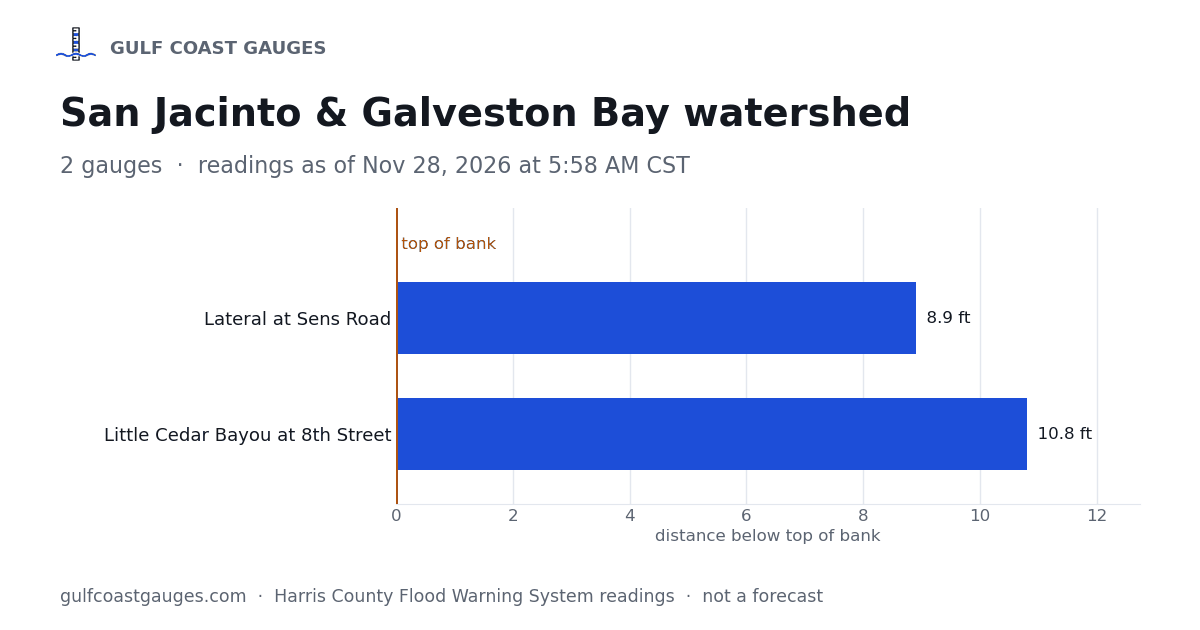 GULF COAST GAUGES
San Jacinto & Galveston Bay watershed
2 gauges · readings as of Nov 28, 2026 at 5:58 AM CST
top of bank
Lateral at Sens Road
8.9 ft
Little Cedar Bayou at 8th Street
10.8 ft
0 2 4 6 8 10 12
distance below top of bank
gulfcoastgauges.com · Harris County Flood Warning System readings · not a forecast